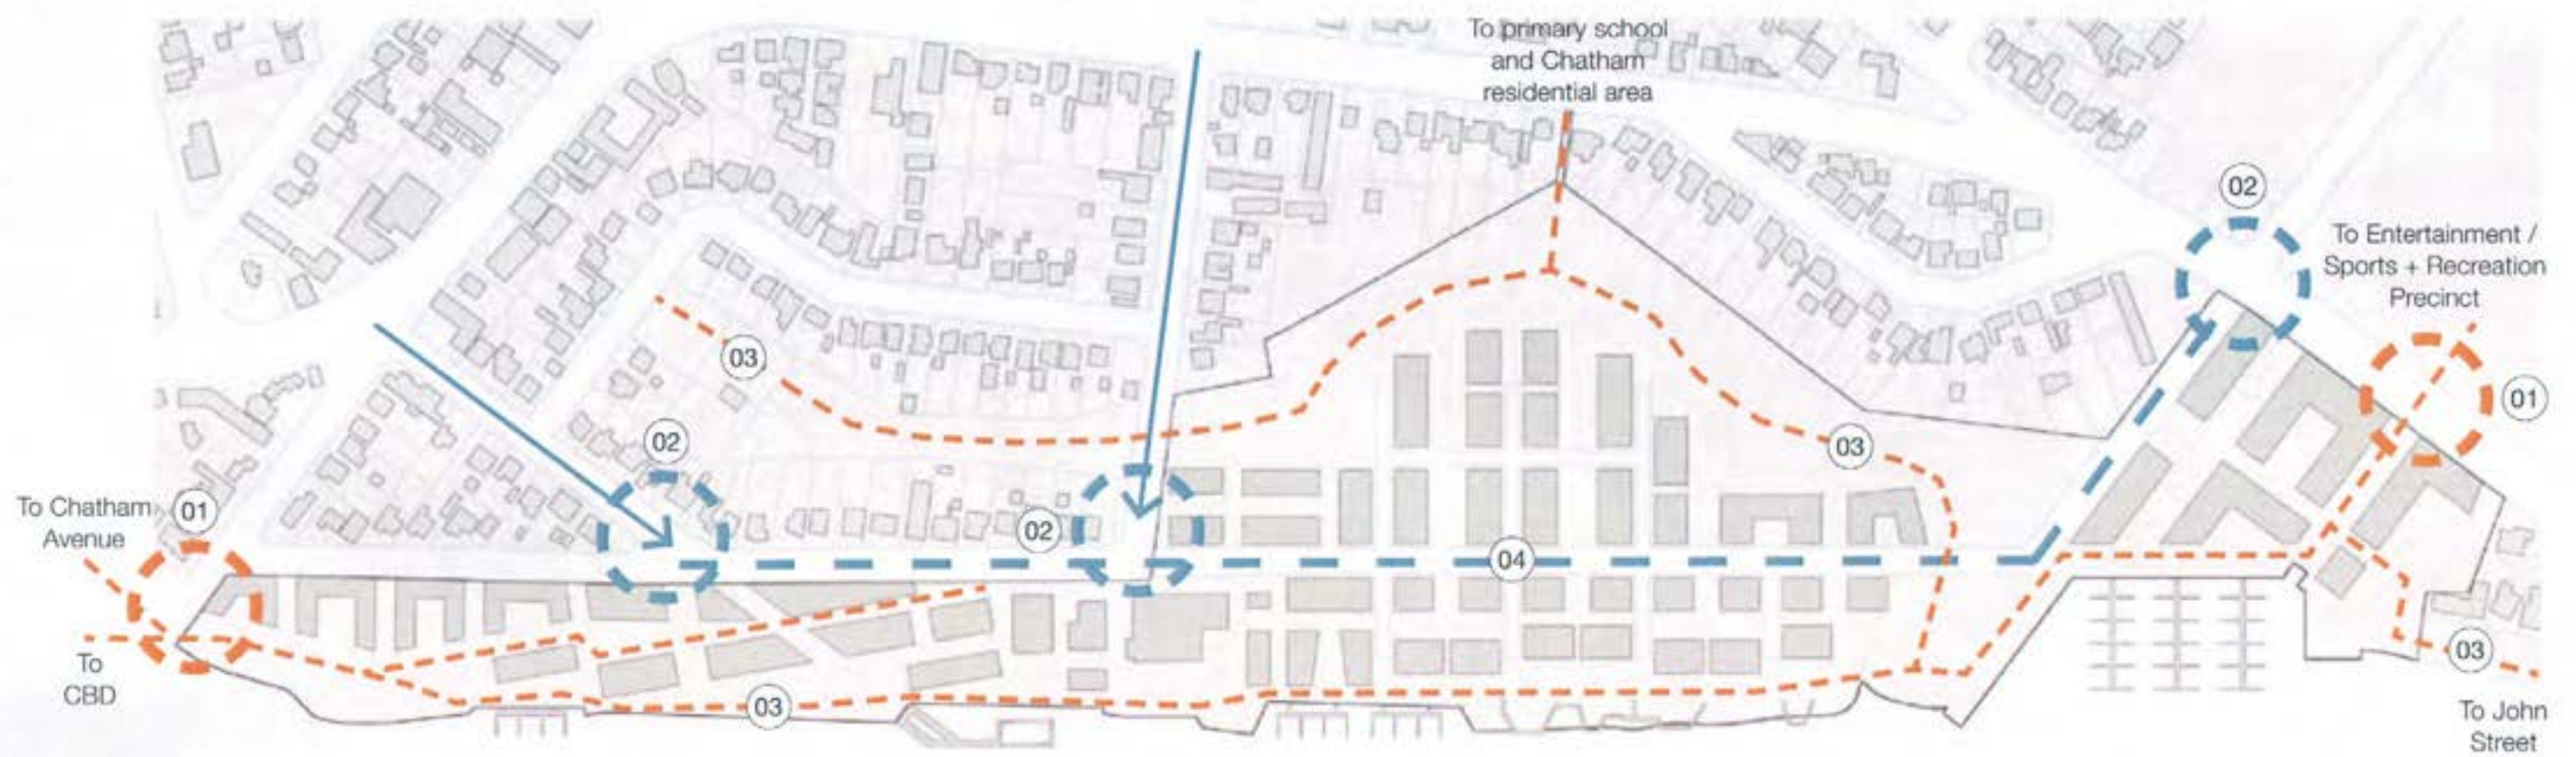 To primary school
and Chatham
residential area
02
To Entertainment /
Sports + Recreation
Precinct
03
01
02
03
To Chatham
Avenue
01
02
04
To
CBD
03
03
To John
Street